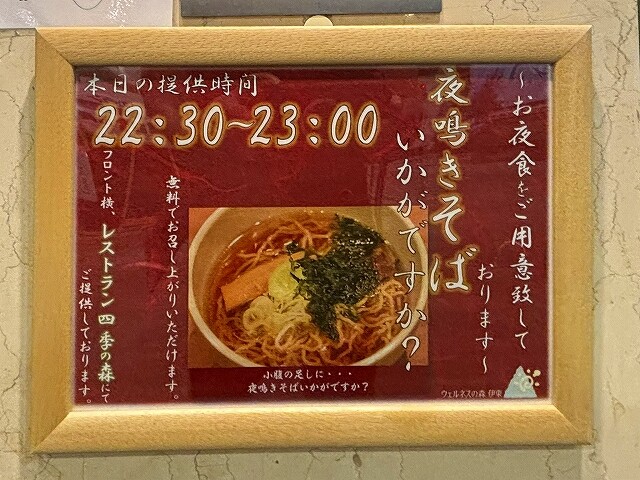 ～お夜食をご用意致して
おります～
夜鳴きそば
いかがですか？
本日の提供時間
22：30～23：00
無料でお召し上がりいただけます。
フロント横、レストラン四季の森にて
ご提供しております。
小腹の足しに・・・
夜鳴きそばいかがですか？
ウェルネスの森 伊東